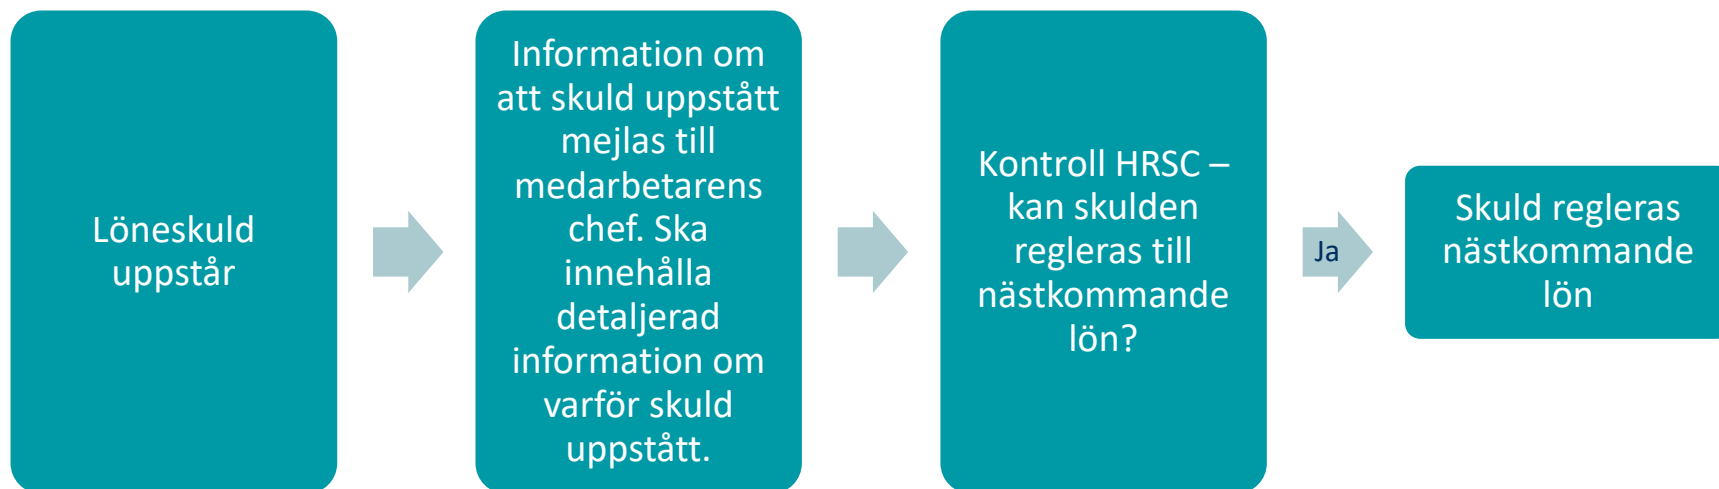 Löneskuld
uppstår
Information om
att skuld uppstått
mejlas till
medarbetarens
chef. Ska
innehålla
detaljerad
information om
varför skuld
uppstått.
Kontroll HRSC –
kan skulden
regleras till
nästkommande
lön?
Ja
Skuld regleras
nästkommande
lön